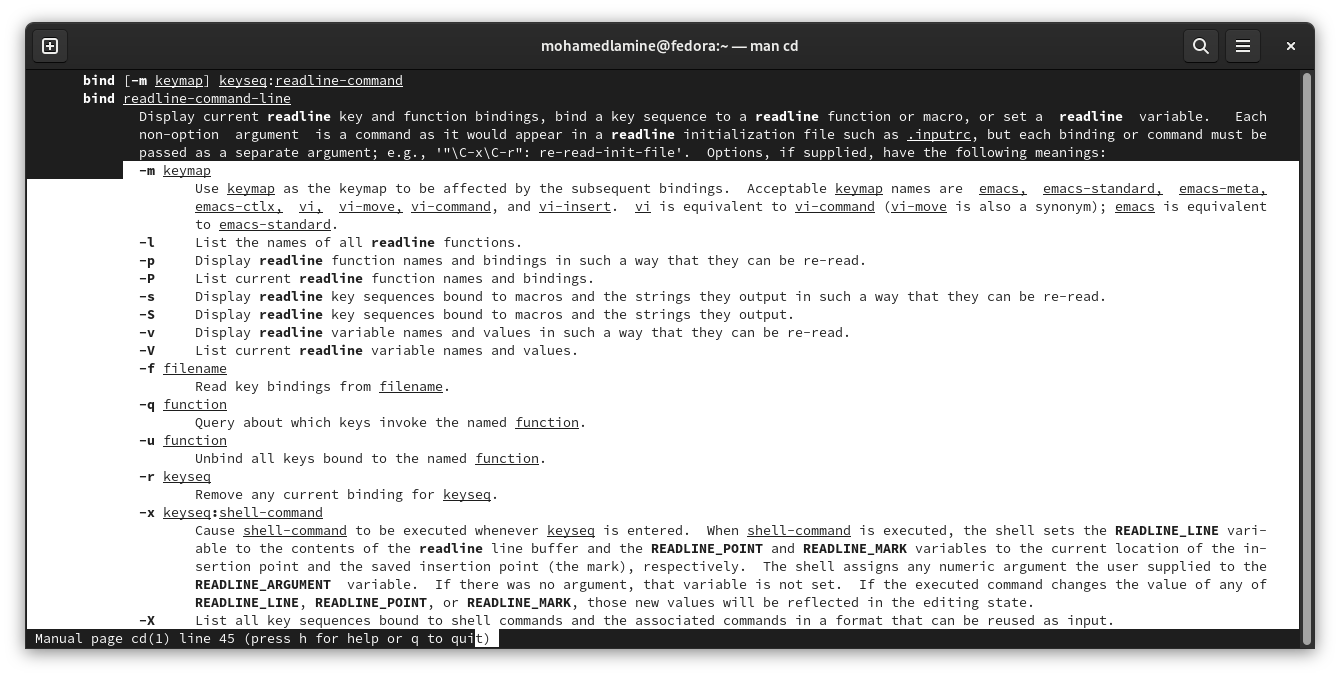 mohamedlamine@fedora:~ — man cd
bind [-m keymap] keyseq:readline-command
bind readline-command-line
Display current readline key and function bindings, bind a key sequence to a readline function or macro, or set a  readline  variable.   Each
non-option  argument  is a command as it would appear in a readline initialization file such as .inputrc, but each binding or command must be
passed as a separate argument; e.g., '"\C-x\C-r": re-read-init-file'.  Options, if supplied, have the following meanings:
-m keymap
Use keymap as the keymap to be affected by the subsequent bindings.  Acceptable keymap names are  emacs,  emacs-standard,  emacs-meta,
emacs-ctlx,  vi,  vi-move, vi-command, and vi-insert.  vi is equivalent to vi-command (vi-move is also a synonym); emacs is equivalent
to emacs-standard.
-l     List the names of all readline functions.
-p     Display readline function names and bindings in such a way that they can be re-read.
-P     List current readline function names and bindings.
-s     Display readline key sequences bound to macros and the strings they output in such a way that they can be re-read.
-S     Display readline key sequences bound to macros and the strings they output.
-v     Display readline variable names and values in such a way that they can be re-read.
-V     List current readline variable names and values.
-f filename
Read key bindings from filename.
-q function
Query about which keys invoke the named function.
-u function
Unbind all keys bound to the named function.
-r keyseq
Remove any current binding for keyseq.
-x keyseq:shell-command
Cause shell-command to be executed whenever keyseq is entered.  When shell-command is executed, the shell sets the READLINE_LINE vari-
able to the contents of the readline line buffer and the READLINE_POINT and READLINE_MARK variables to the current location of the in-
sertion point and the saved insertion point (the mark), respectively.  The shell assigns any numeric argument the user supplied to the
READLINE_ARGUMENT  variable.  If there was no argument, that variable is not set.  If the executed command changes the value of any of
READLINE_LINE, READLINE_POINT, or READLINE_MARK, those new values will be reflected in the editing state.
-X     List all key sequences bound to shell commands and the associated commands in a format that can be reused as input.
Manual page cd(1) line 45 (press h for help or q to quit)